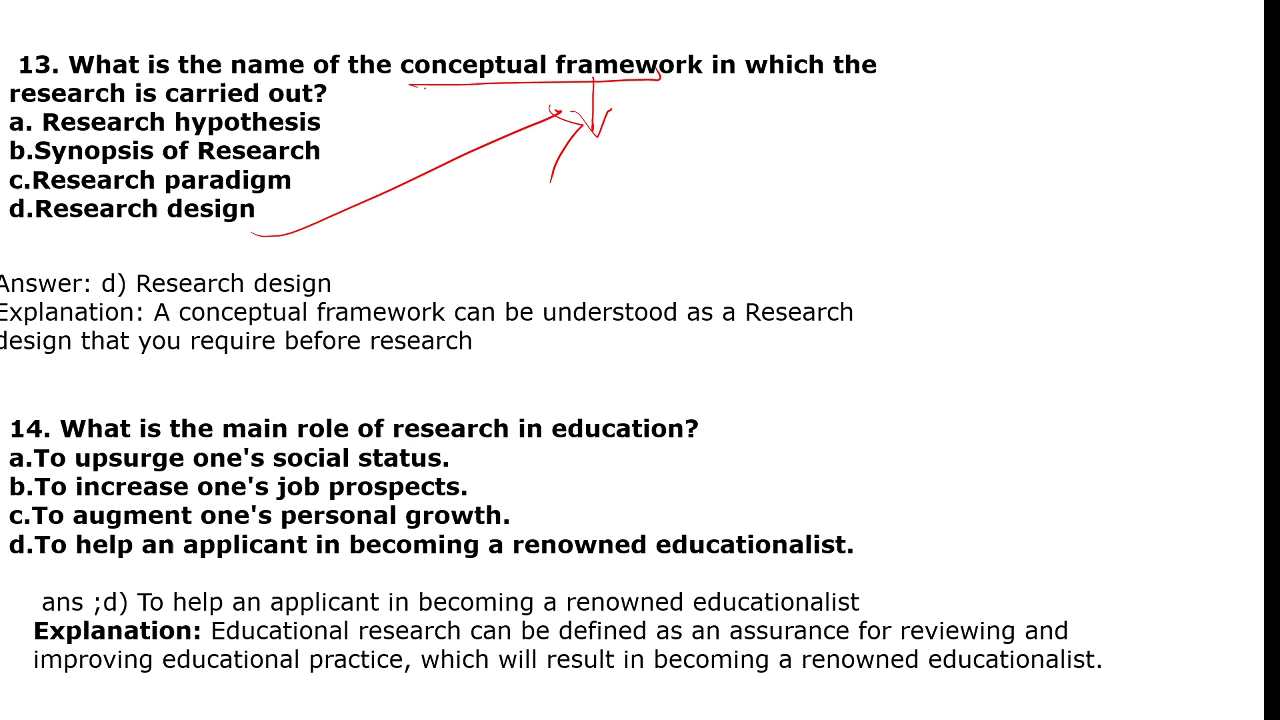 13. What is the name of the conceptual framework in which the
research is carried out?
a. Research hypothesis
b.Synopsis of Research
c.Research paradigm
d.Research design
Answer: d) Research design
Explanation: A conceptual framework can be understood as a Research
design that you require before research
14. What is the main role of research in education?
a.To upsurge one's social status.
b.To increase one's job prospects.
c.To augment one's personal growth.
d.To help an applicant in becoming a renowned educationalist.
ans ;d) To help an applicant in becoming a renowned educationalist
Explanation: Educational research can be defined as an assurance for reviewing and
improving educational practice, which will result in becoming a renowned educationalist.